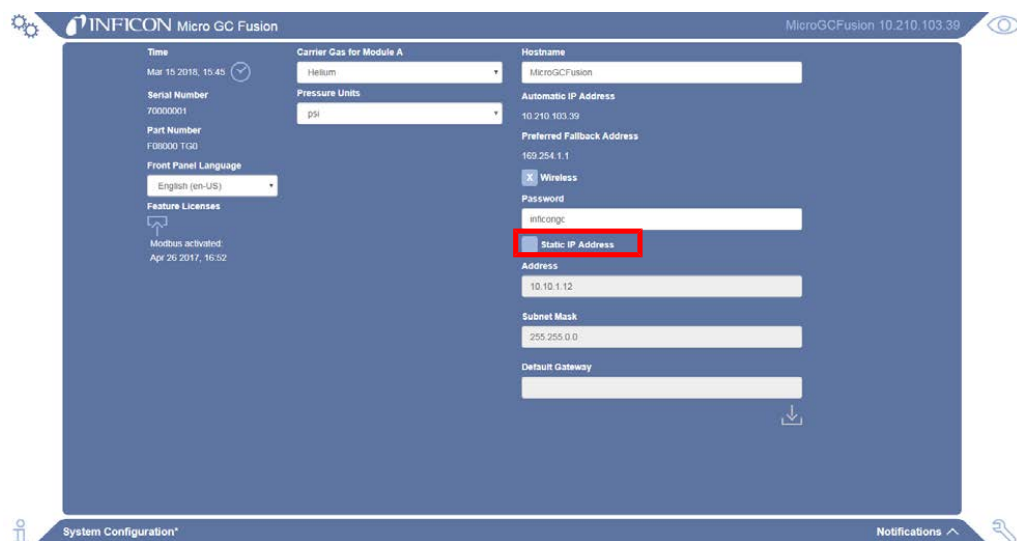 INFICON Micro GC Fusion
MicroGCFusion 10.210.103.39
Time
Mar 15 2018, 15:45
Serial Number
70000001
Part Number
F08000 TG0
Front Panel Language
English (en-US)
Feature Licenses
Modbus activated:
Apr 26 2017, 16:52
Carrier Gas for Module A
Helium
Pressure Units
psi
Hostname
MicroGCFusion
Automatic IP Address
10.210.103.39
Preferred Fallback Address
169.254.1.1
X Wireless
Password
inficongc
Static IP Address
Address
10.10.1.12
Subnet Mask
255.255.0.0
Default Gateway
System Configuration*
Notifications